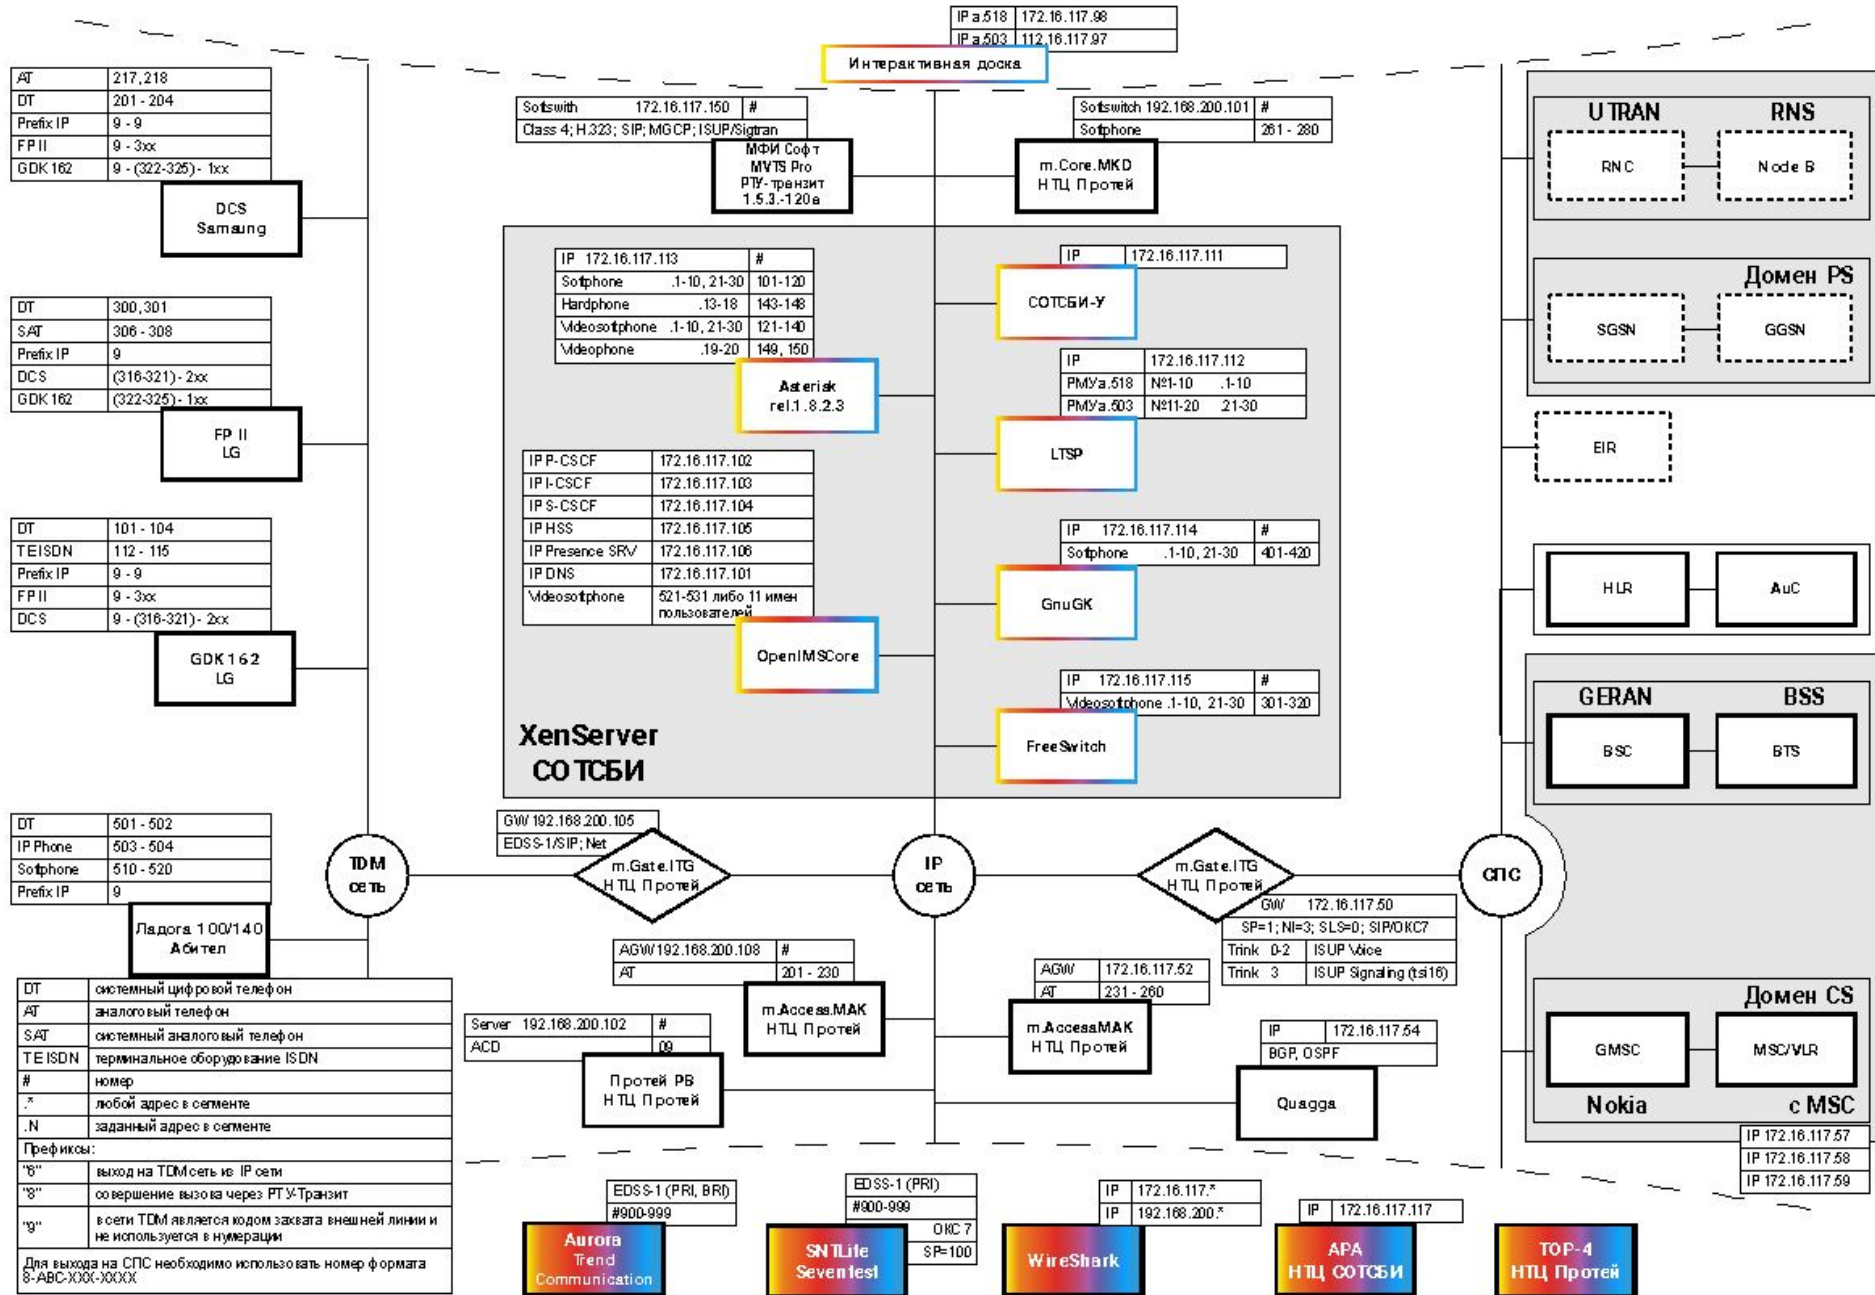 IP а.518 172.16.117.98
IP а.503 112.16.117.97
Интерактивная доска
AT 217,218
DT 201 - 204
Prefix IP 9 - 9
FP II 9 - 3xx
GDK 162 9 - (322-325) - 1xx
DCS
Samsung
DT 300,301
SAT 306 - 308
Prefix IP 9
DCS (316-321) - 2xx
GDK 162 (322-325) - 1xx
FP II
LG
DT 101 - 104
TE ISDN 112 - 115
Prefix IP 9 - 9
FP II 9 - 3xx
DCS 9 - (316-321) - 2xx
GDK 162
LG
DT 501 - 502
IP Phone 503 - 504
Softphone 510 - 520
Prefix IP 9
Ладога 100/140
Абител
TDM
сеть
DT системный цифровой телефон
AT аналоговый телефон
SAT системный аналоговый телефон
TE ISDN терминальное оборудование ISDN
# номер
.* любой адрес в сегменте
.N заданный адрес в сегменте
Префиксы:
"6" выход на TDM сеть из IP сети
"8" совершение вызова через РТУ-Транзит
"9" в сети TDM является кодом захвата внешней линии и
не используется в нумерации
Для выхода на СПС необходимо использовать номер формата
8-ABC-XXX-XXXX
Softswith 172.16.117.150 #
Class 4; H.323; SIP; MGCP; ISUP/Sigtran
МФИ Софт
MVTS Pro
РТУ-транзит
1.5.3.-120в
Softswitch 192.168.200.101 #
Softphone 261 - 280
m.Core.MKD
НТЦ Протей
IP 172.16.117.113 #
Softphone .1-10, 21-30 101-120
Hardphone .13-18 143-148
Videosoftphone .1-10, 21-30 121-140
Videophone .19-20 149, 150
Asterisk
rel.1.8.2.3
IP 172.16.117.111
СОТСБИ-У
IP 172.16.117.112
РМУа.518 №1-10 .1-10
РМУа.503 №11-20 .21-30
LTSP
IP P-CSCF 172.16.117.102
IP I-CSCF 172.16.117.103
IP S-CSCF 172.16.117.104
IP HSS 172.16.117.105
IP Presence SRV 172.16.117.106
IP DNS 172.16.117.101
Videosoftphone 521-531 либо 11 имен
пользователей
OpenIMSCore
IP 172.16.117.114 #
Softphone .1-10, 21-30 401-420
GnuGK
IP 172.16.117.115 #
Videosoftphone .1-10, 21-30 301-320
FreeSwitch
XenServer
СОТСБИ
GW 192.168.200.105
EDSS-1/SIP; Net
m.Gate.ITG
НТЦ Протей
IP
сеть
m.Gate.ITG
НТЦ Протей
GW 172.16.117.50
SP=1; NI=3; SLS=0; SIP/ОКС7
Trink 0-2 ISUP Voice
Trink 3 ISUP Signaling (tsl16)
СПС
AGW 192.168.200.108 #
AT 201 - 230
m.Access.MAK
НТЦ Протей
AGW 172.16.117.52
AT 231 - 260
m.AccessMAK
НТЦ Протей
Server 192.168.200.102 #
ACD 09
Протей РВ
НТЦ Протей
IP 172.16.117.54
BGP, OSPF
Quagga
UTRAN RNS
RNC Node B
Домен PS
SGSN GGSN
EIR
HLR AuC
GERAN BSS
BSC BTS
Домен CS
GMSC MSC/VLR
Nokia с MSC
IP 172.16.117.57
IP 172.16.117.58
IP 172.16.117.59
EDSS-1 (PRI, BRI)
#900-999
Aurora
Trend
Communication
EDSS-1 (PRI)
#900-999
ОКС 7
SP=100
SNTLite
Seventest
IP 172.16.117.*
IP 192.168.200.*
WireShark
IP 172.16.117.117
АРА
НТЦ СОТСБИ
TOP-4
НТЦ Протей